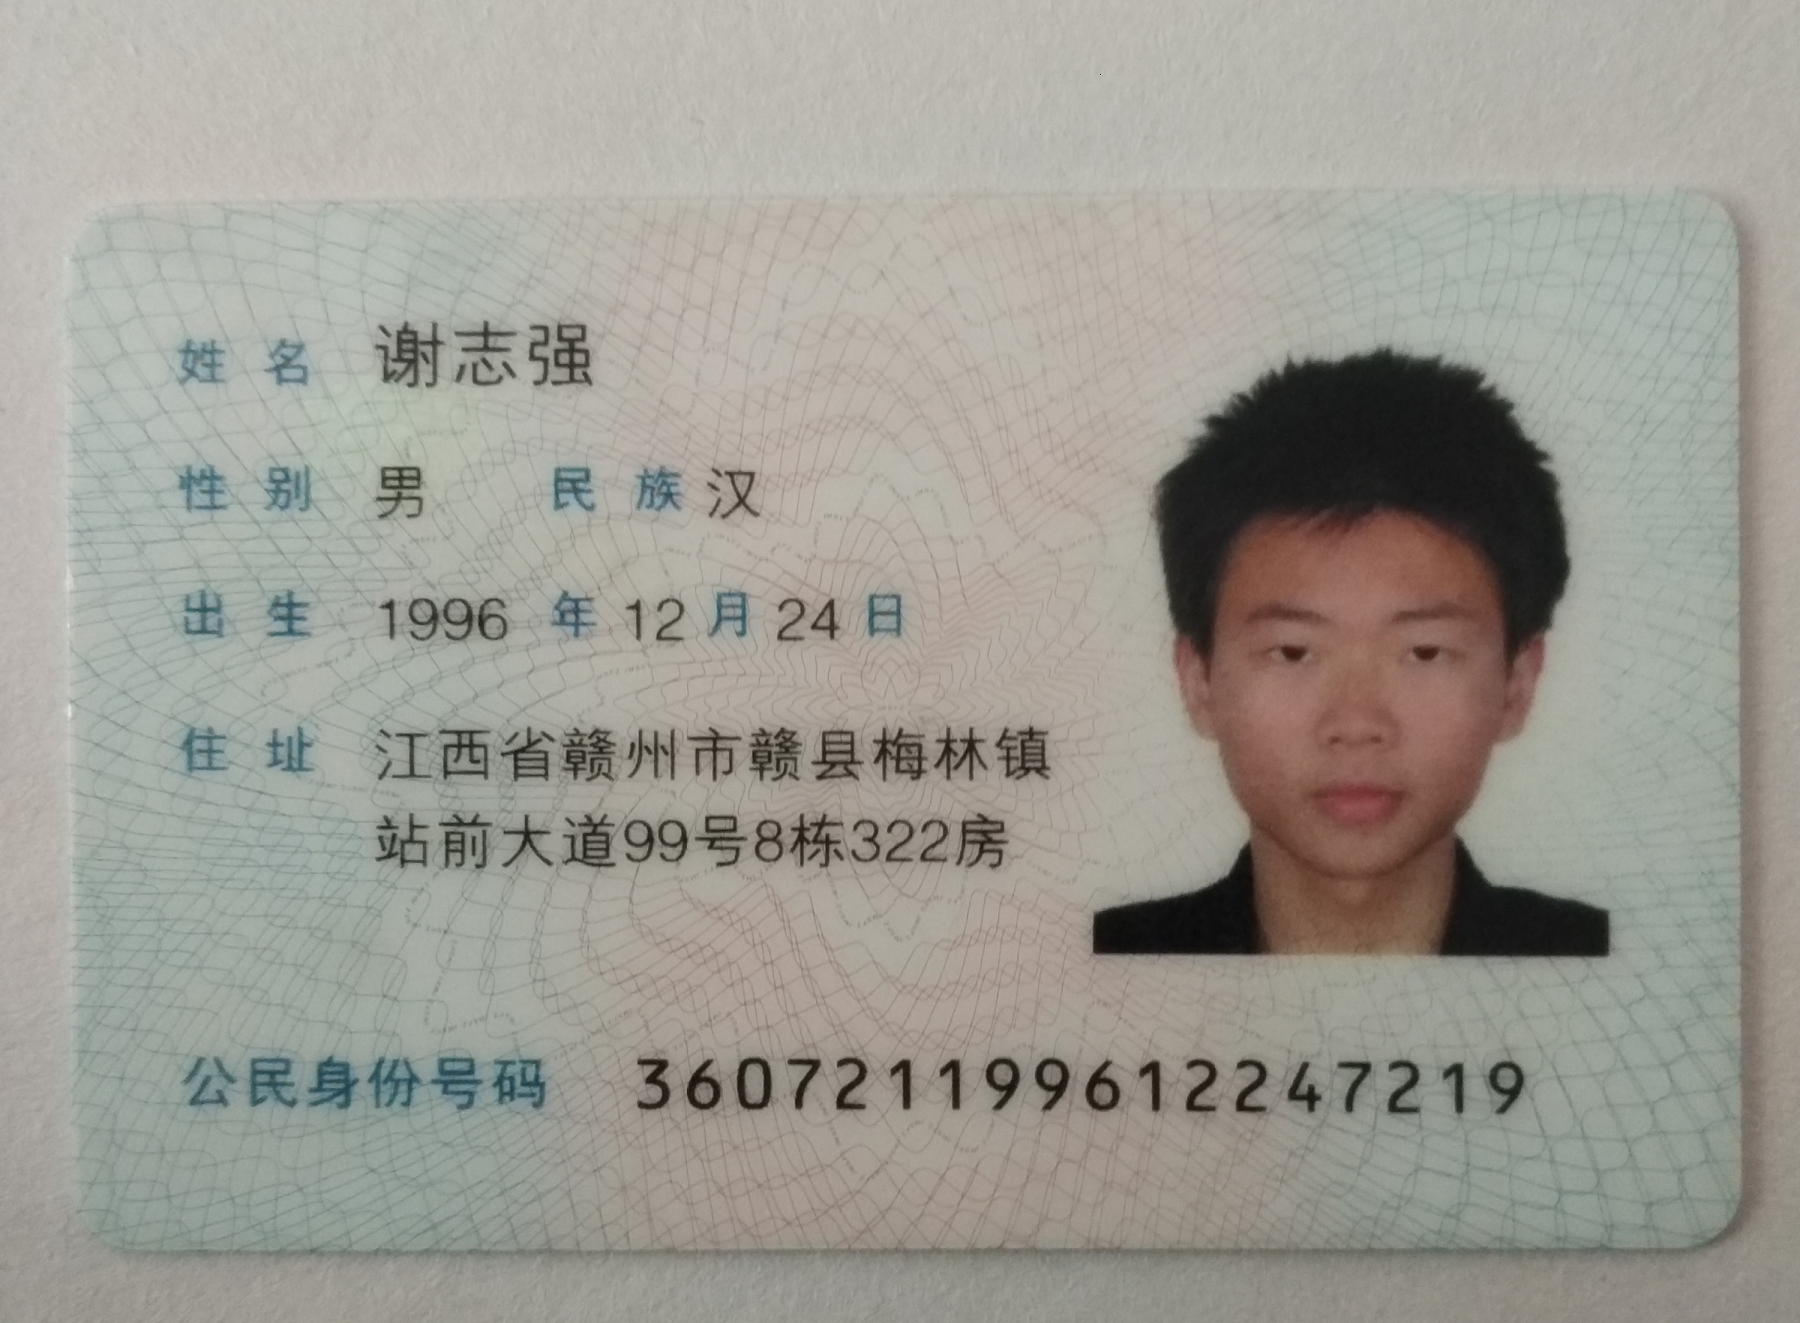 姓名 谢志强
性别 男 民族 汉
出生 1996 年 12 月 24 日
住址 江西省赣州市赣县梅林镇
站前大道99号8栋322房
公民身份号码 360721199612247219